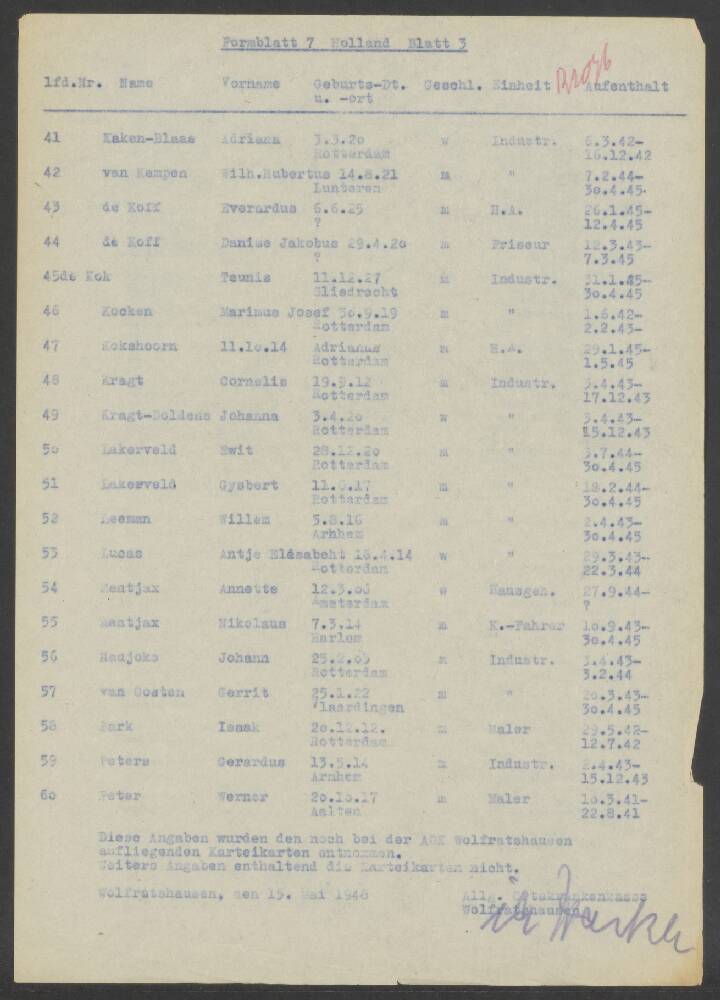 Formblatt 7 Holland Blatt 3
lfd.Nr. Name Vorname Geburts-Dt. Geschl. Einheit Aufenthalt
u. -ort
41 Kaken-Blaas Adriana 3.3.20 w Industr. 6.3.42-
Rotterdam 16.12.42
42 van Kempen Wilh.Hubertus 14.8.21 m " 7.2.44-
Lunteren 30.4.45.
43 de Koff Everardus 6.6.25 m H.A. 26.1.45-
? 12.4.45
44 de Koff Danise Jakobus 29.4.20 m Friseur 12.3.43-
? 7.3.45
45 de Kok Teunis 11.12.27 m Industr. 31.1.45-
Sliedrecht 30.4.45
46 Kocken Marinus Josef 30.9.19 m " 1.6.42-
Rotterdam 2.2.43-
47 Kokshoorn 11.10.14 Adrianus m H.A. 29.1.45-
Rotterdam 1.5.45
48 Kragt Cornelis 19.9.12 m Industr. 3.4.43-
Rotterdam 17.12.43
49 Kragt-Doldens Johanna 3.4.20 w " 3.4.43-
Rotterdam 15.12.43
50 Lakerveld Ewit 28.12.20 m " 3.7.44-
Rotterdam 30.4.45
51 Lakerveld Gysbert 11.6.17 m " 18.2.44-
Rotterdam 30.4.45
52 Leeman Willem 5.8.16 m " 2.4.43-
Arnhem 30.4.45
53 Lucas Antje Elisabeht 18.4.14 w " 29.3.43-
Rotterdam 22.3.44
54 Mantjax Annette 12.3.06 w Hausgeh. 27.9.44-
Amsterdam ?
55 Mantjax Nikolaus 7.3.14 m K.-Fahrer 10.9.43-
Harlem 30.4.45
56 Nadjoks Johann 25.2.05 m Industr. 3.4.43-
Rotterdam 3.2.44
57 van Oosten Gerrit 25.1.22 m " 20.3.43-
Vlaardingen 30.4.45
58 Park Isaak 20.12.12. m Maler 29.5.42-
Rotterdam 12.7.42
59 Peters Gerardus 13.5.14 m Industr. 2.4.43-
Arnhem 15.12.43
60 Peter Werner 20.10.17 m Maler 10.3.41-
Aalten 22.8.41
Diese Angaben wurden den noch bei der AOK Wolfratshausen
aufliegenden Karteikarten entnommen.
Weitere Angaben enthaltend die Karteikarten nicht.
Wolfratshausen, den 15. Mai 1948 Allg. Ortskrankenkasse
Wolfratshausen